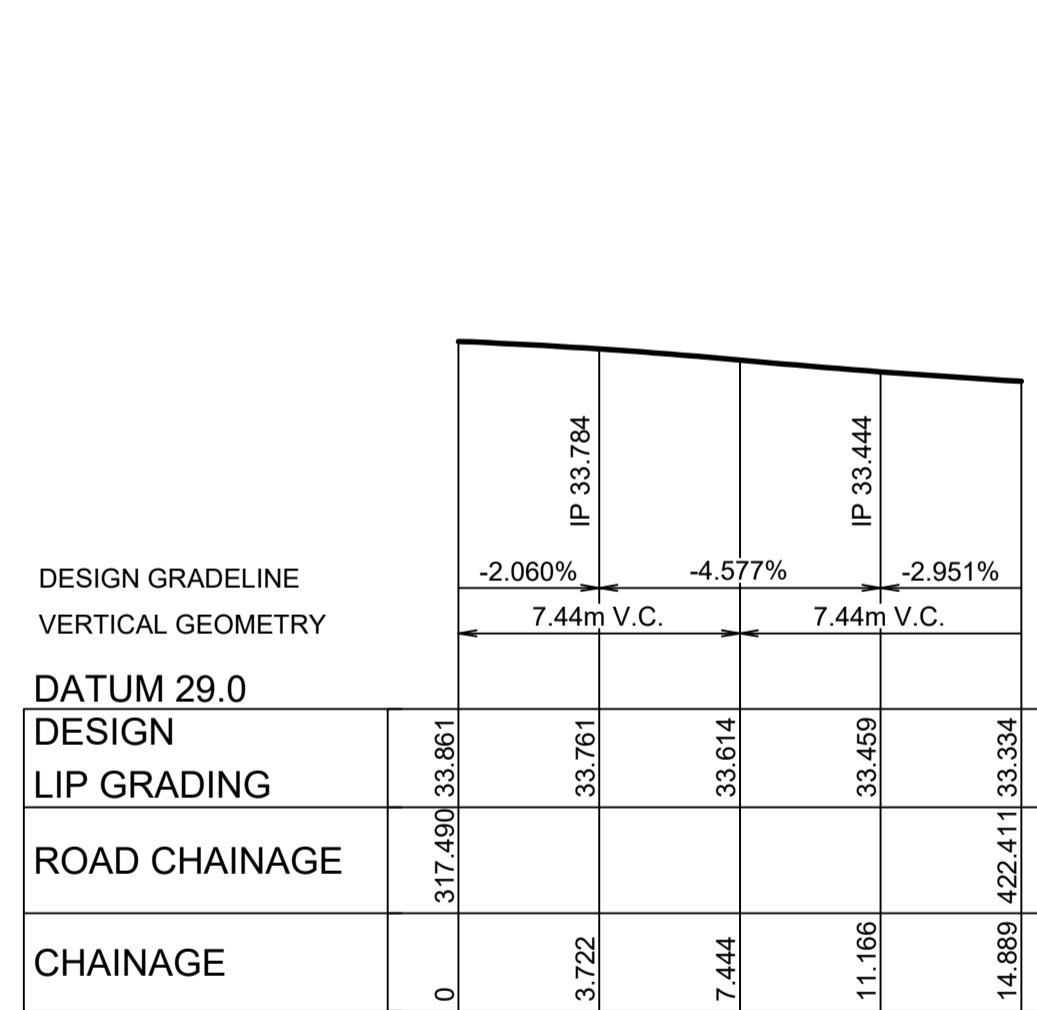 IP 33.784
IP 33.444
DESIGN GRADELINE
-2.060%
-4.577%
-2.951%
VERTICAL GEOMETRY
7.44m V.C.
7.44m V.C.
DATUM 29.0
DESIGN
LIP GRADING
33.861
33.761
33.614
33.459
33.334
ROAD CHAINAGE
317.490
422.411
CHAINAGE
0
3.722
7.444
11.166
14.889